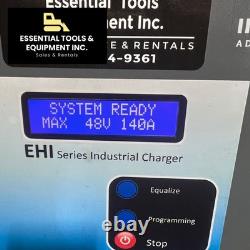 Essential Tools
ESSENTIAL TOOLS &
EQUIPMENT INC.
Sales & Rentals
uipment Inc.
& RENTALS
4-9361
SYSTEM READY
MAX 48V 140A
EHI Series Industrial Charger
Equalize
Programming
Stop